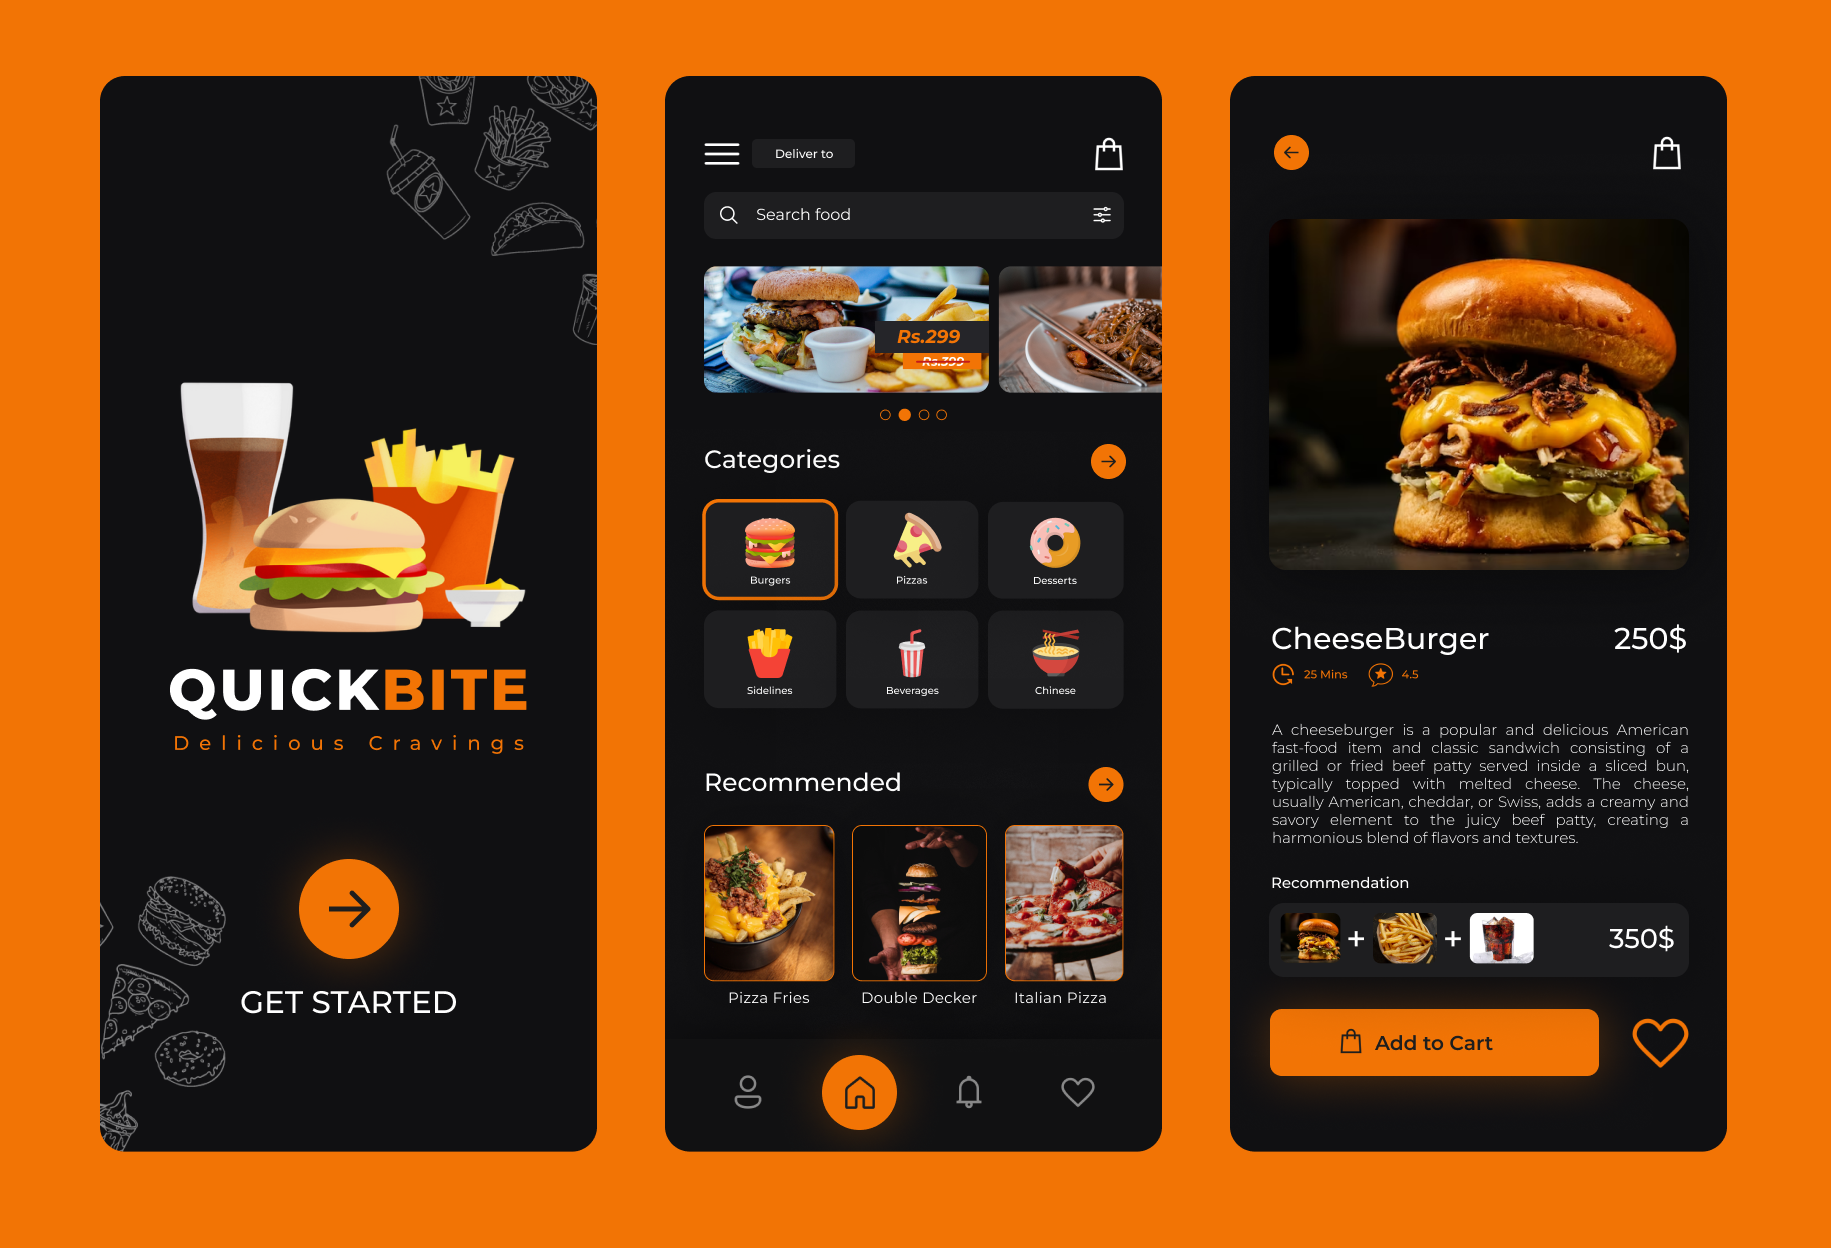 QUICKBITE
Delicious Cravings
GET STARTED
Deliver to
Search food
Rs.299
Rs.399
Categories
Burgers
Pizzas
Desserts
Sidelines
Beverages
Chinese
Recommended
Pizza Fries
Double Decker
Italian Pizza
CheeseBurger
250$
25 Mins
4.5
A cheeseburger is a popular and delicious American
fast-food item and classic sandwich consisting of a
grilled or fried beef patty served inside a sliced bun,
typically topped with melted cheese. The cheese,
usually American, cheddar, or Swiss, adds a creamy and
savory element to the juicy beef patty, creating a
harmonious blend of flavors and textures.
Recommendation
+ + 350$
Add to Cart